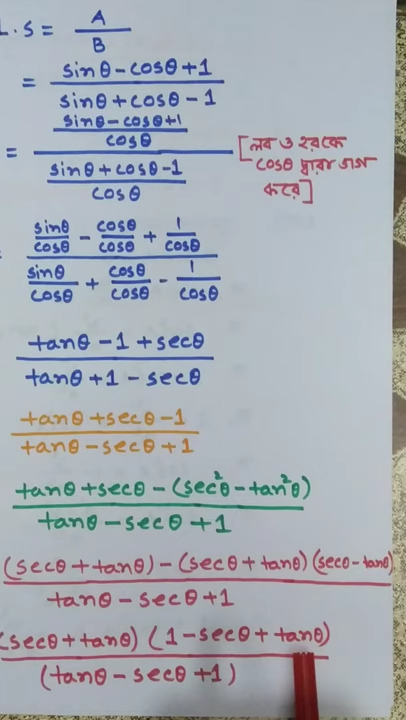 L.S = A/B
= (sinθ - cosθ + 1)/(sinθ + cosθ - 1)
= ((sinθ - cosθ + 1)/cosθ)/((sinθ + cosθ - 1)/cosθ) [লব ও হরকে cosθ দ্বারা ভাগ করে]
= (sinθ/cosθ - cosθ/cosθ + 1/cosθ)/(sinθ/cosθ + cosθ/cosθ - 1/cosθ)
(tanθ - 1 + secθ)/(tanθ + 1 - secθ)
(tanθ + secθ - 1)/(tanθ - secθ + 1)
(tanθ + secθ - (sec²θ - tan²θ))/(tanθ - secθ + 1)
((secθ + tanθ) - (secθ + tanθ)(secθ - tanθ))/(tanθ - secθ + 1)
((secθ + tanθ)(1 - secθ + tanθ))/((tanθ - secθ + 1))